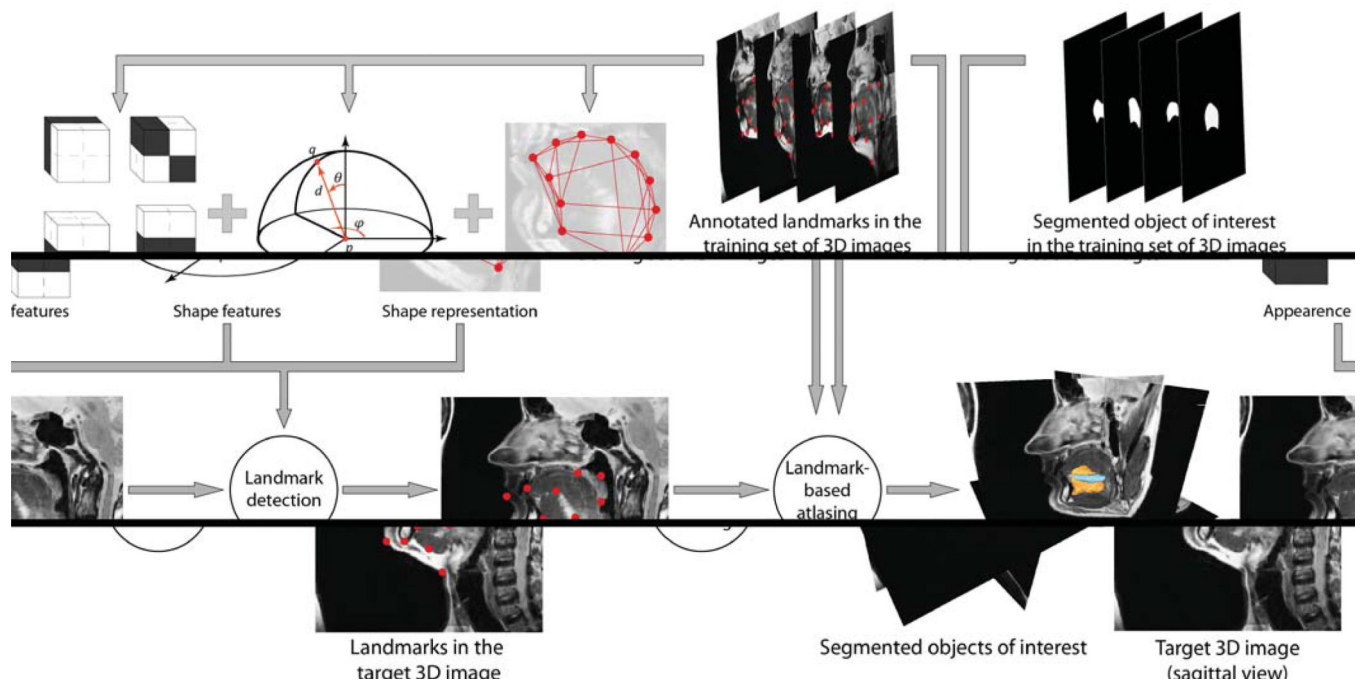 q
θ
d
φ
p
Annotated landmarks in the
training set of 3D images
Segmented object of interest
in the training set of 3D images
features
Shape features
Shape representation
Appearence
Landmark
detection
Landmark-
based
atlasing
Landmarks in the
target 3D image
Segmented objects of interest
Target 3D image
(sagittal view)